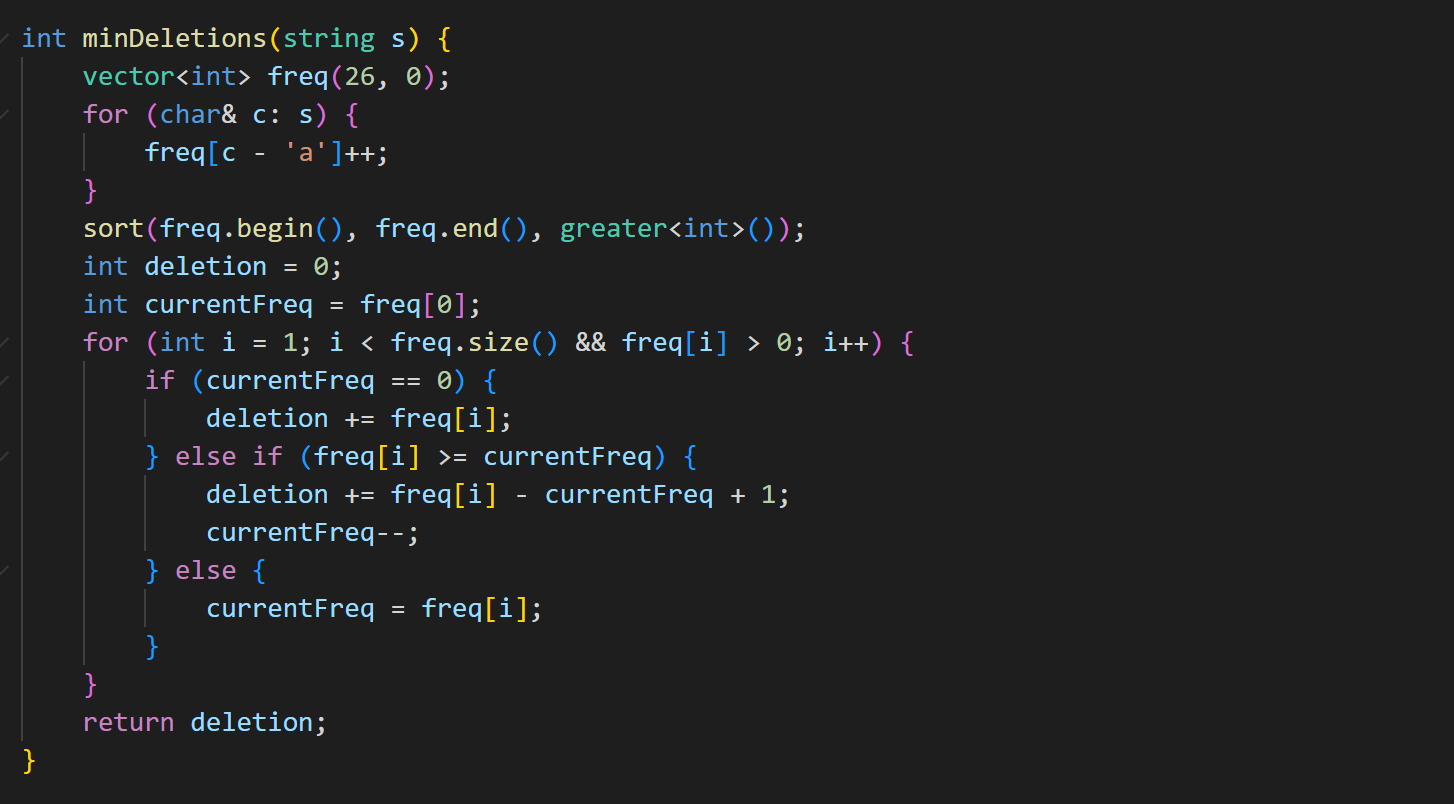 int minDeletions(string s) {
    vector<int> freq(26, 0);
    for (char& c: s) {
        freq[c - 'a']++;
    }
    sort(freq.begin(), freq.end(), greater<int>());
    int deletion = 0;
    int currentFreq = freq[0];
    for (int i = 1; i < freq.size() && freq[i] > 0; i++) {
        if (currentFreq == 0) {
            deletion += freq[i];
        } else if (freq[i] >= currentFreq) {
            deletion += freq[i] - currentFreq + 1;
            currentFreq--;
        } else {
            currentFreq = freq[i];
        }
    }
    return deletion;
}